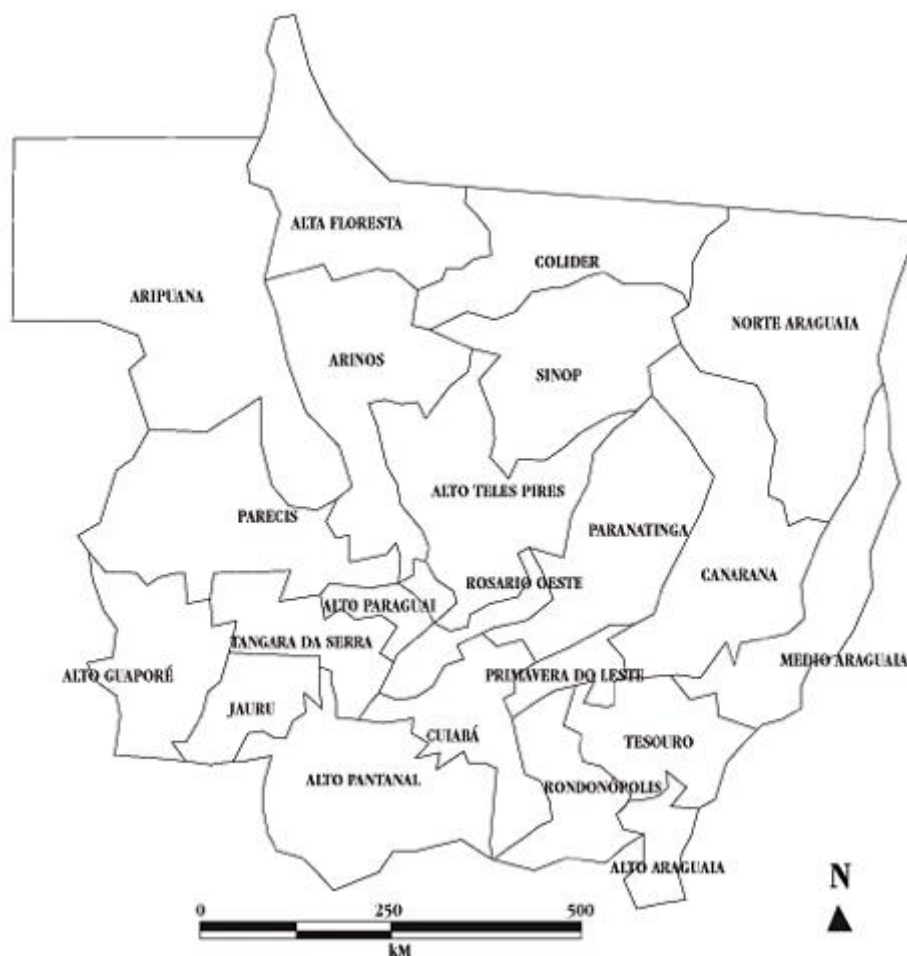 ALTA FLORESTA
COLIDER
ARIPUANA
NORTE ARAGUAIA
ARINOS
SINOP
ALTO TELES PIRES
PARECIS
PARANATINGA
CANARANA
ROSARIO OESTE
ALTO PARAGUAI
TANGARA DA SERRA
MEDIO ARAGUAIA
ALTO GUAPORÉ
PRIMAVERA DO LESTE
JAURU
CUIABÁ
TESOURO
ALTO PANTANAL
RONDONÓPOLIS
ALTO ARAGUAIA
N
0 250 500
kM